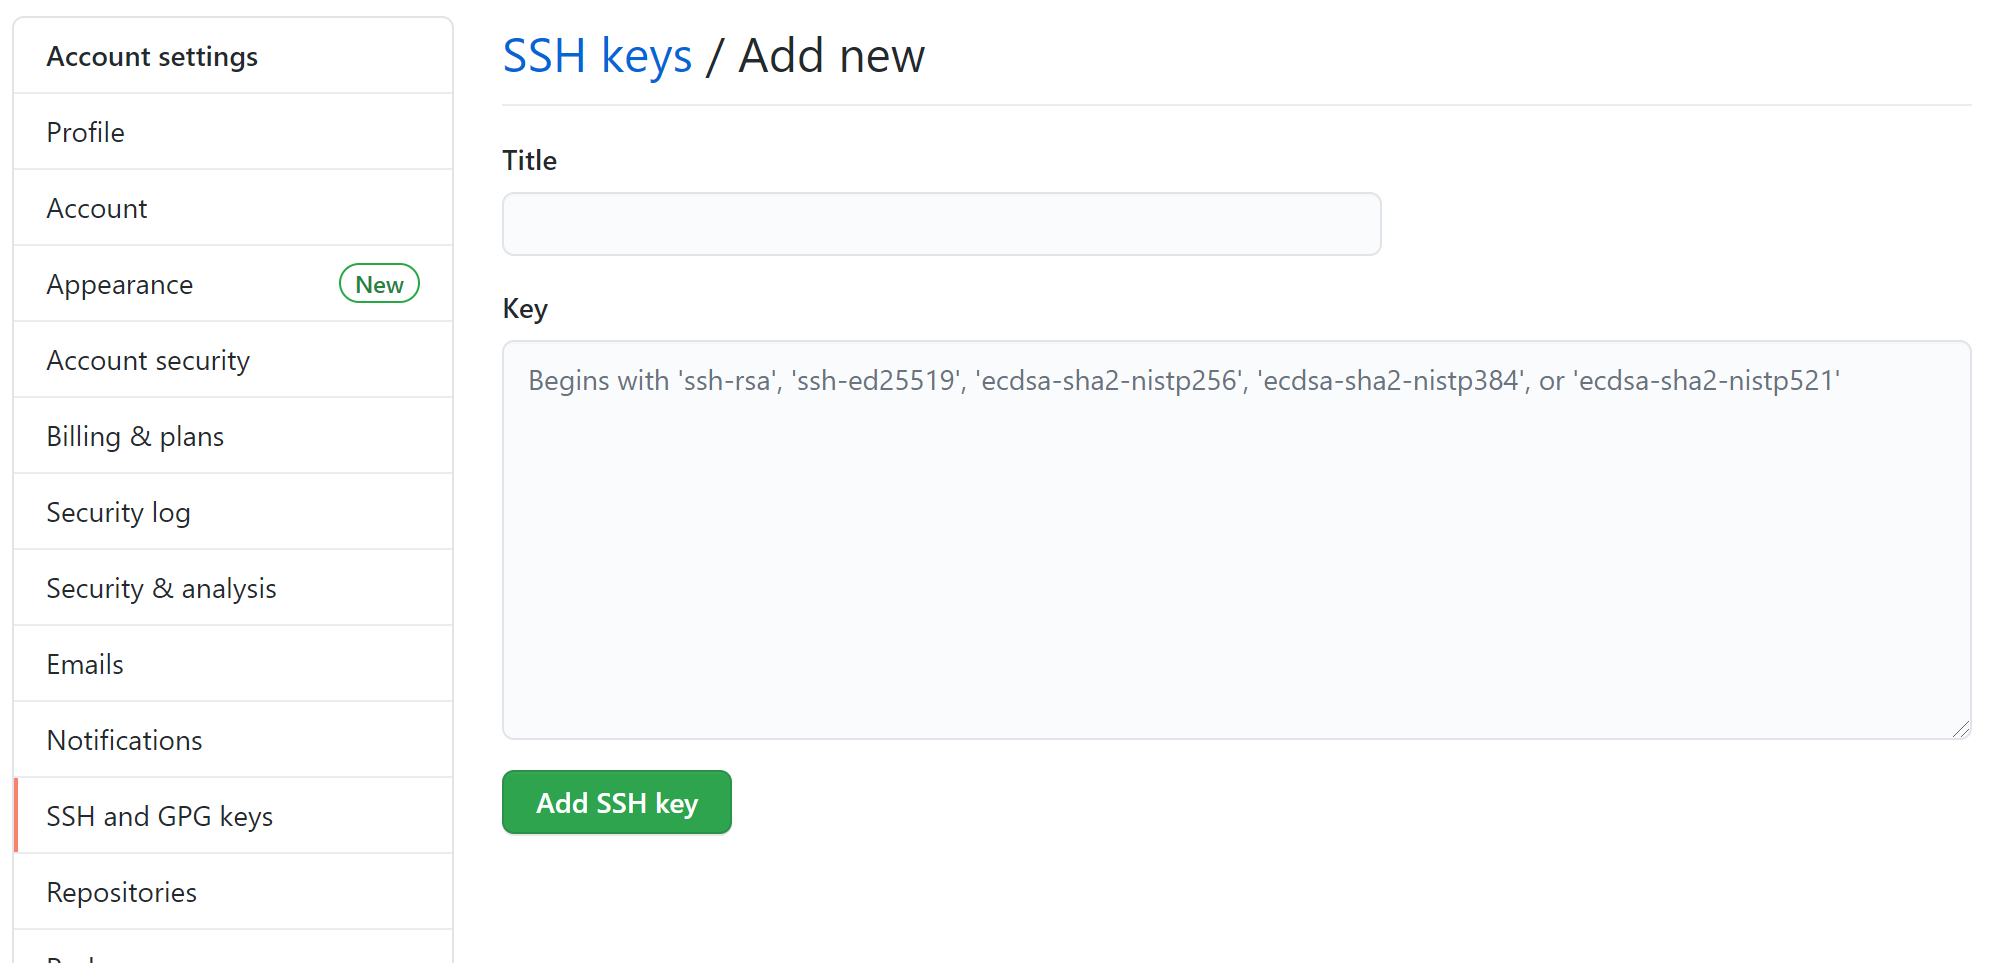 Account settings
Profile
Account
Appearance New
Account security
Billing & plans
Security log
Security & analysis
Emails
Notifications
SSH and GPG keys
Repositories
SSH keys / Add new
Title
Key
Begins with 'ssh-rsa', 'ssh-ed25519', 'ecdsa-sha2-nistp256', 'ecdsa-sha2-nistp384', or 'ecdsa-sha2-nistp521'
Add SSH key